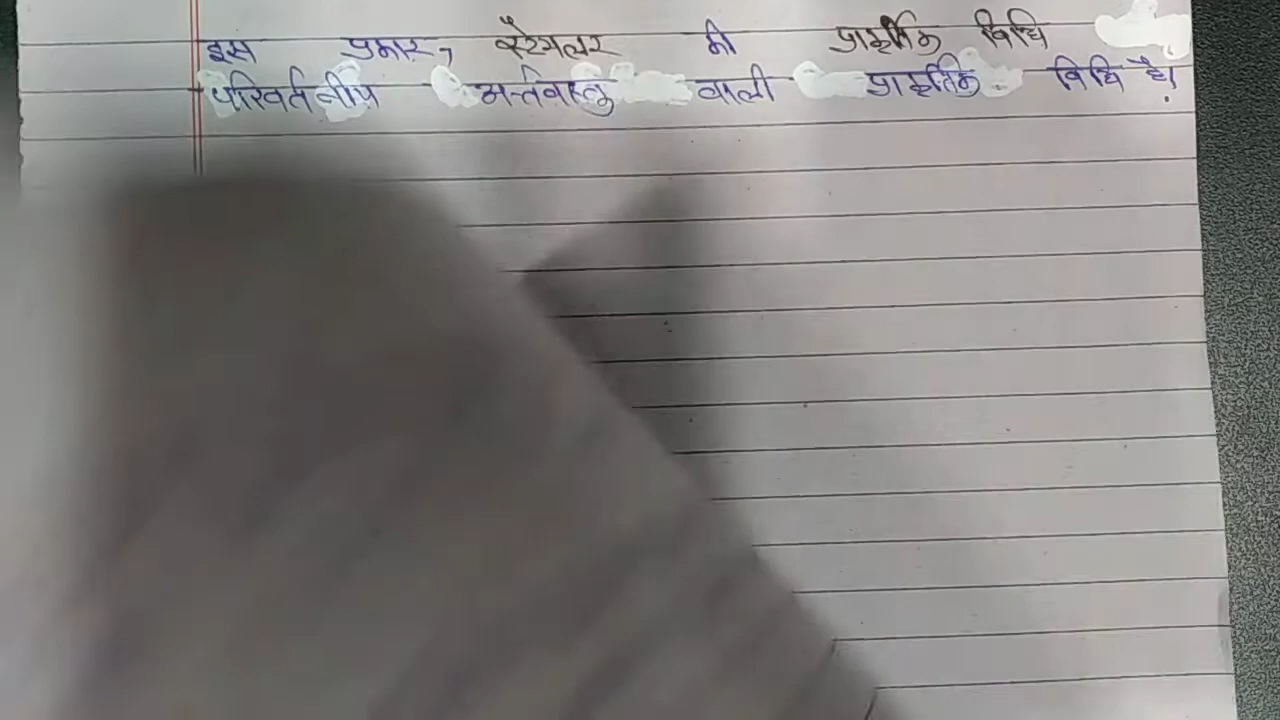 इस प्रकार, स्टैमलर की प्राकृतिक विधि
परिवर्तनीय अन्तर्वस्तु वाली प्राकृतिक विधि है।